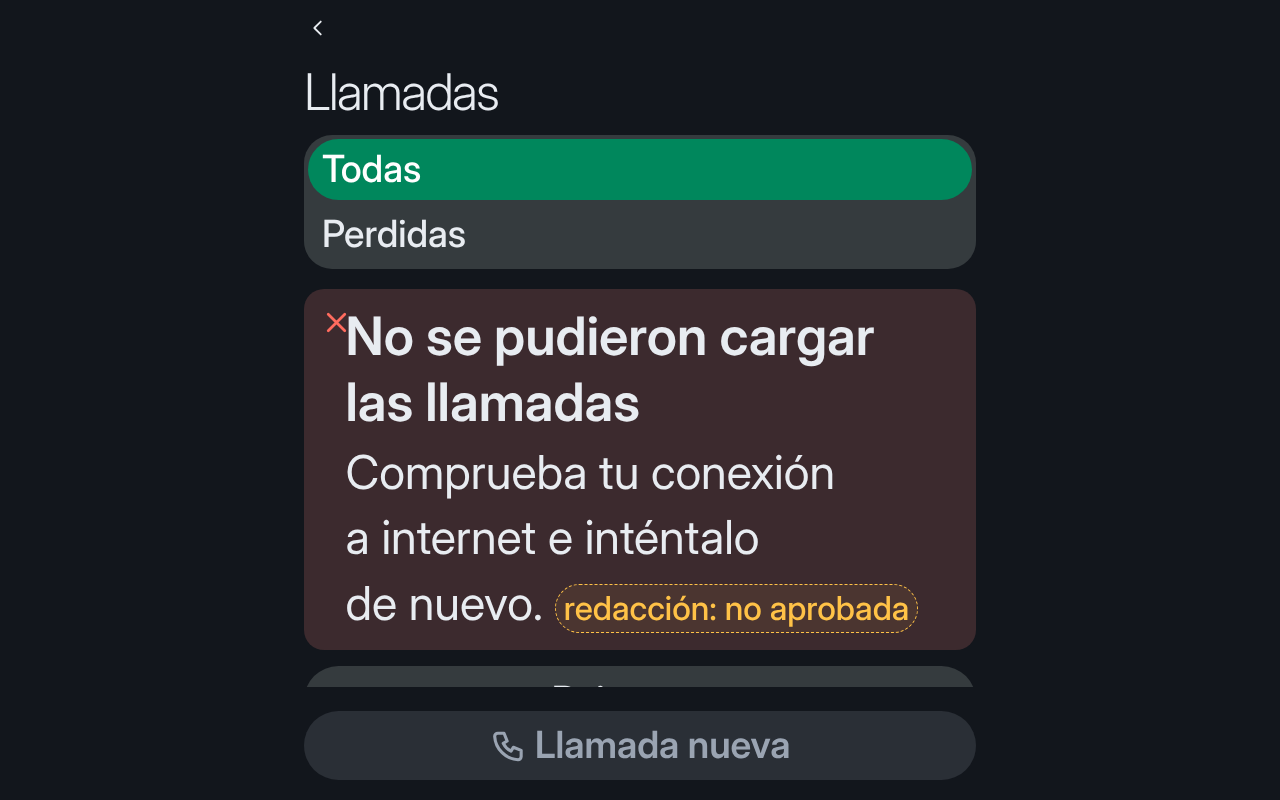 Llamadas
Todas
Perdidas
No se pudieron cargar
las llamadas
Comprueba tu conexión
a internet e inténtalo
de nuevo. redacción: no aprobada
Llamada nueva